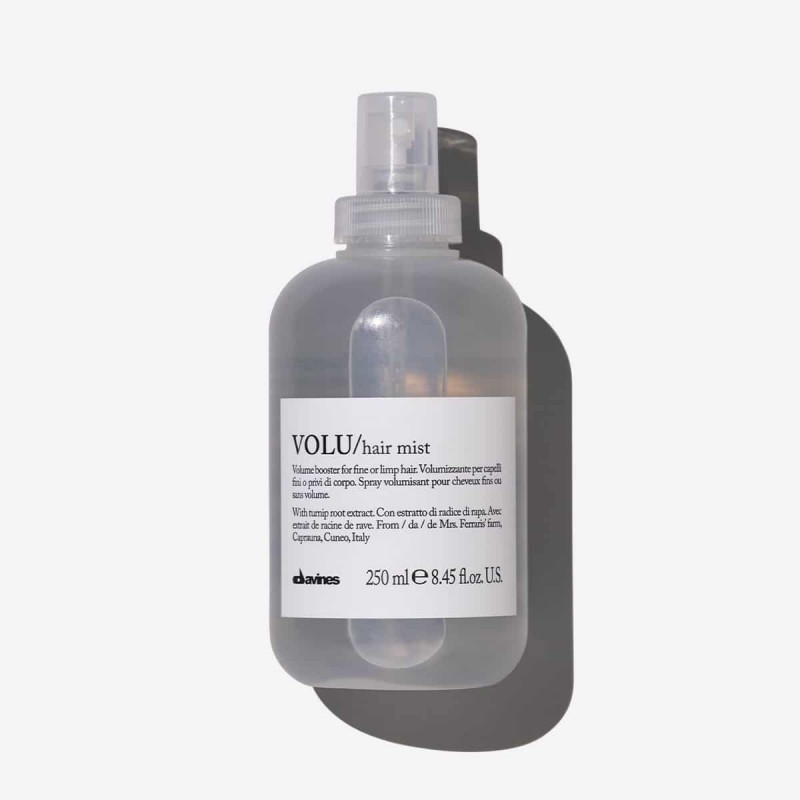 VOLU/hair mist
Volume booster for fine or limp hair. Volumizzante per capelli
fini o privi di corpo. Spray volumisant pour cheveux fins ou
sans volume.
With turnip root extract. Con estratto di radice di rapa. Avec
extrait de racine de rave. From / da / de Mrs. Ferraris' farm,
Caprauna, Cuneo, Italy
davines 250 ml ℮ 8.45 fl.oz. U.S.